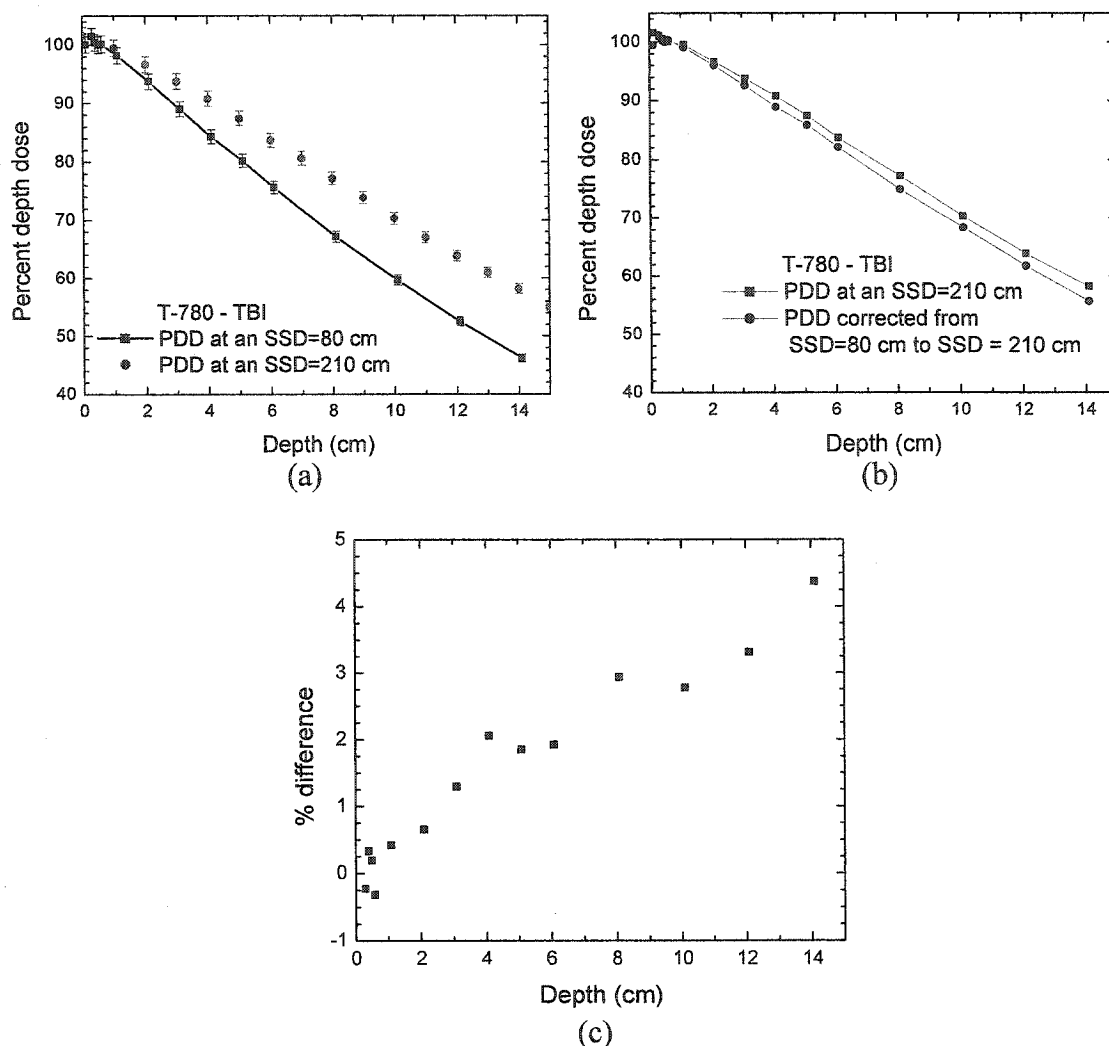 100
90
80
70
60
50
40
Percent depth dose
T-780 - TBI
PDD at an SSD=80 cm
PDD at an SSD=210 cm
0 2 4 6 8 10 12 14
Depth (cm)
(a)
100
90
80
70
60
50
40
Percent depth dose
T-780 - TBI
PDD at an SSD=210 cm
PDD corrected from
SSD=80 cm to SSD = 210 cm
0 2 4 6 8 10 12 14
Depth (cm)
(b)
5
4
3
2
1
0
-1
% difference
0 2 4 6 8 10 12 14
Depth (cm)
(c)